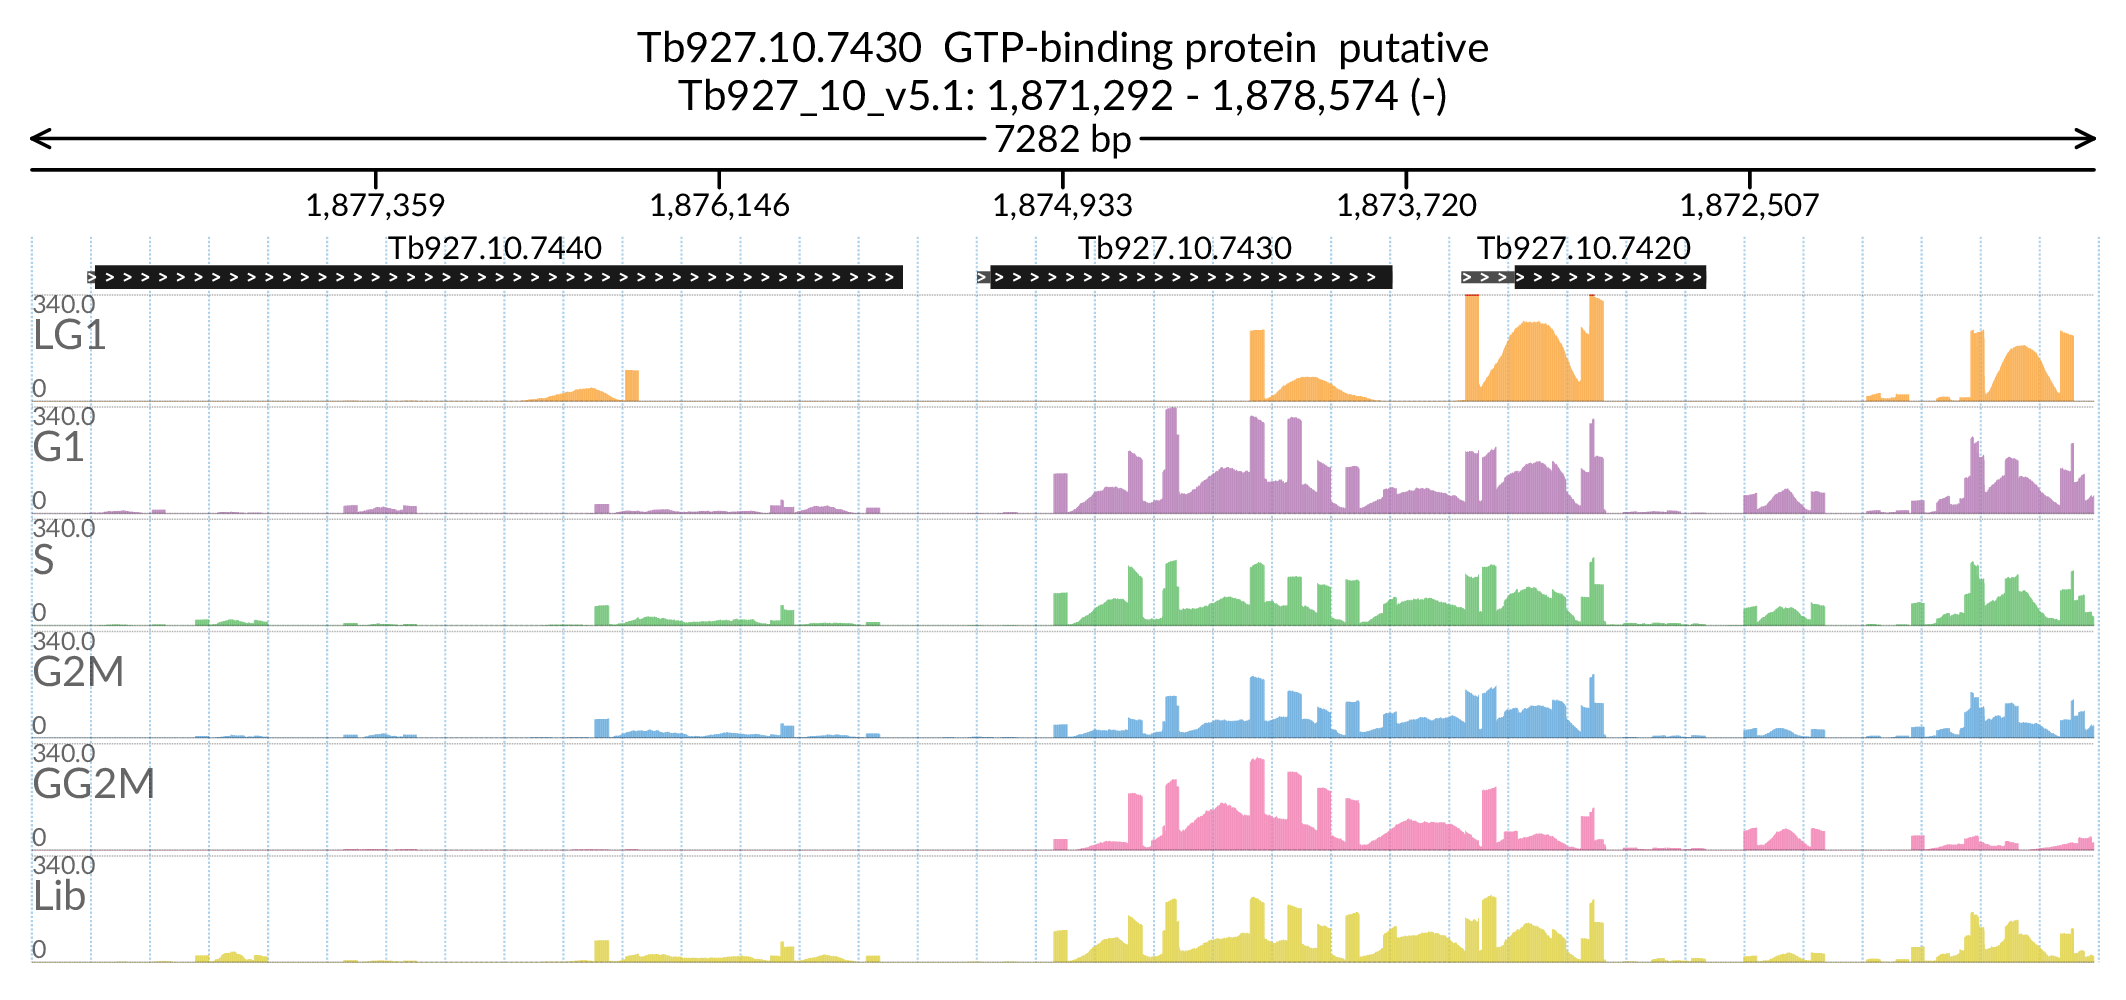 Tb927.10.7430 GTP-binding protein putative
Tb927_10_v5.1: 1,871,292 - 1,878,574 (-)
7282 bp
1,877,359 1,876,146 1,874,933 1,873,720 1,872,507
Tb927.10.7440 Tb927.10.7430 Tb927.10.7420
340.0
LG1
0
340.0
G1
0
340.0
S
0
340.0
G2M
0
340.0
GG2M
0
340.0
Lib
0